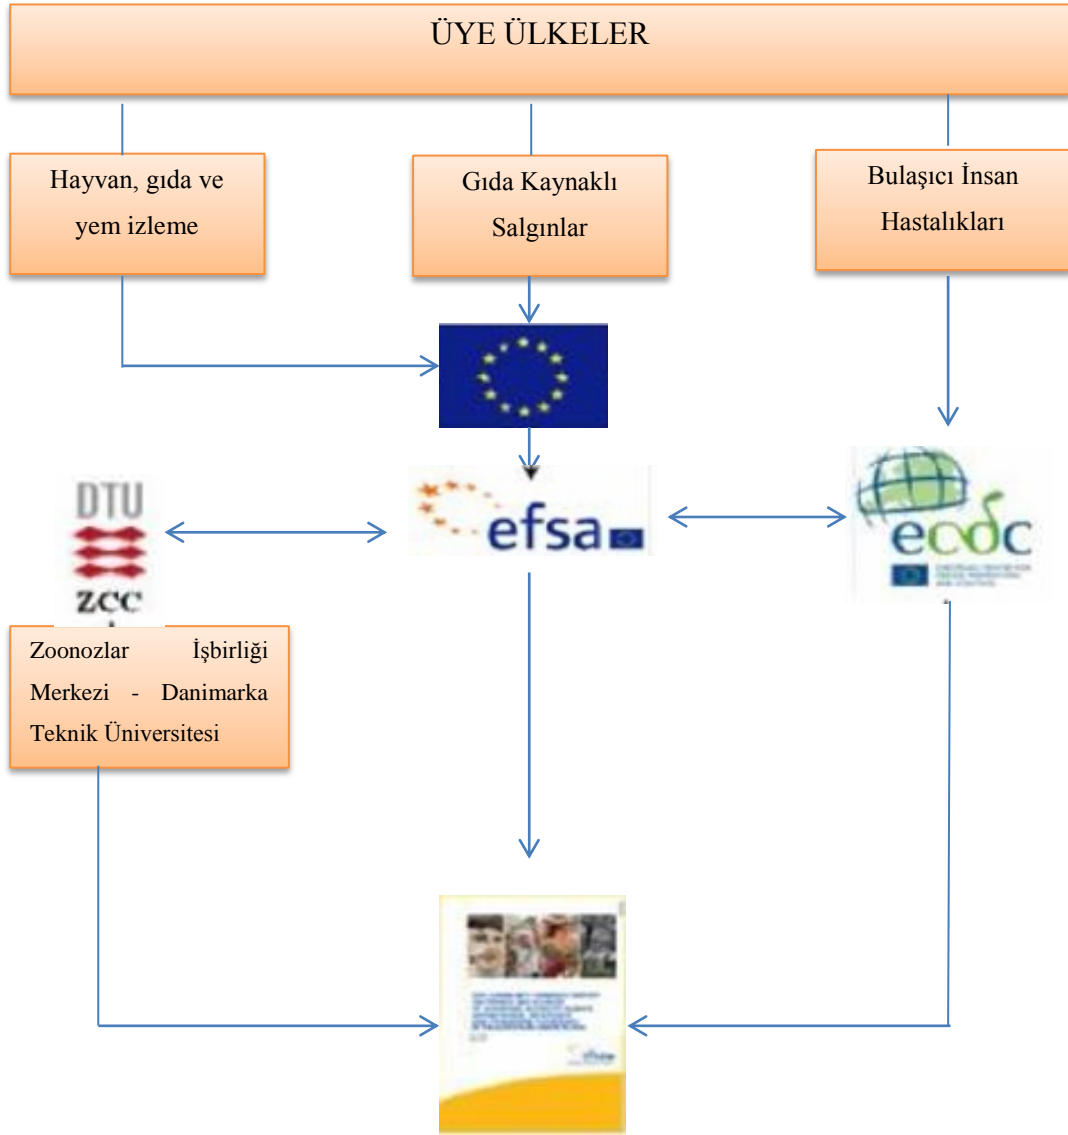 ÜYE ÜLKELER
Hayvan, gıda ve
yem izleme
Gıda Kaynaklı
Salgınlar
Bulaşıcı İnsan
Hastalıkları
DTU
ZCC
efsa
ecdc
Zoonozlar İşbirliği
Merkezi - Danimarka
Teknik Üniversitesi
efsa